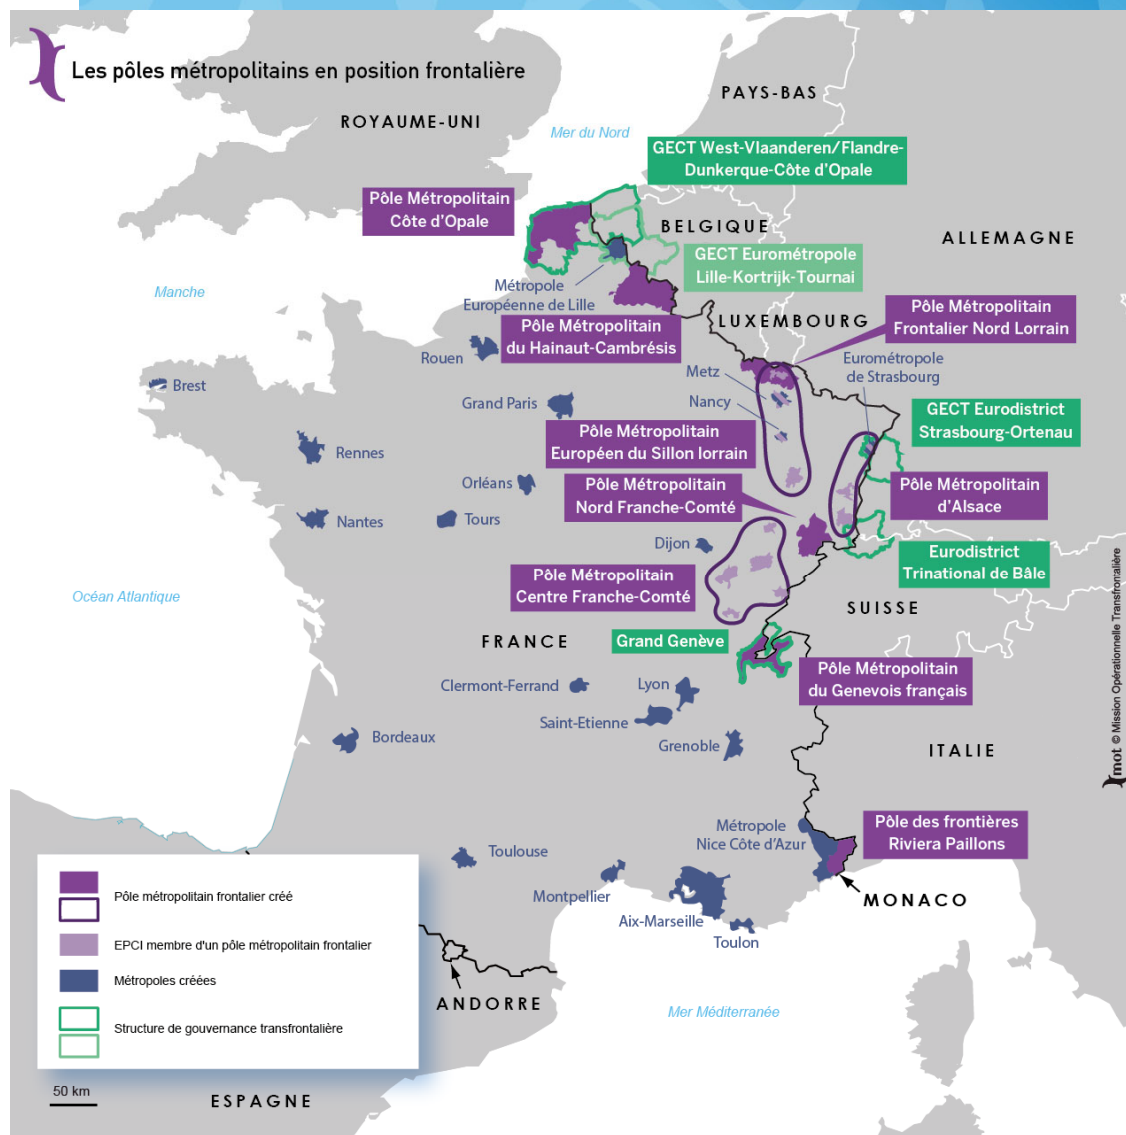 Les pôles métropolitains en position frontalière
PAYS-BAS
ROYAUME-UNI
Mer du Nord
GECT West-Vlaanderen/Flandre-
Dunkerque-Côte d'Opale
Pôle Métropolitain
Côte d'Opale
BELGIQUE
ALLEMAGNE
GECT Eurométropole
Lille-Kortrijk-Tournai
Manche
Métropole
Européenne de Lille
Pôle Métropolitain
Frontalier Nord Lorrain
LUXEMBOURG
Pôle Métropolitain
du Hainaut-Cambrésis
Rouen
Eurométropole
de Strasbourg
Metz
Brest
Nancy
Grand Paris
GECT Eurodistrict
Strasbourg-Ortenau
Pôle Métropolitain
Européen du Sillon lorrain
Rennes
Orléans
Pôle Métropolitain
Nord Franche-Comté
Pôle Métropolitain
d'Alsace
Nantes
Tours
Dijon
Eurodistrict
Trinational de Bâle
Pôle Métropolitain
Centre Franche-Comté
Océan Atlantique
SUISSE
FRANCE
Grand Genève
Pôle Métropolitain
du Genevois français
Clermont-Ferrand
Lyon
Saint-Etienne
Bordeaux
Grenoble
ITALIE
mot © Mission Opérationnelle Transfrontalière
Métropole
Nice Côte d'Azur
Pôle des frontières
Riviera Paillons
Toulouse
Montpellier
MONACO
Aix-Marseille
Toulon
Pôle métropolitain frontalier créé
EPCI membre d'un pôle métropolitain frontalier
Métropoles créées
Structure de gouvernance transfrontalière
ANDORRE
Mer Méditerranée
50 km
ESPAGNE